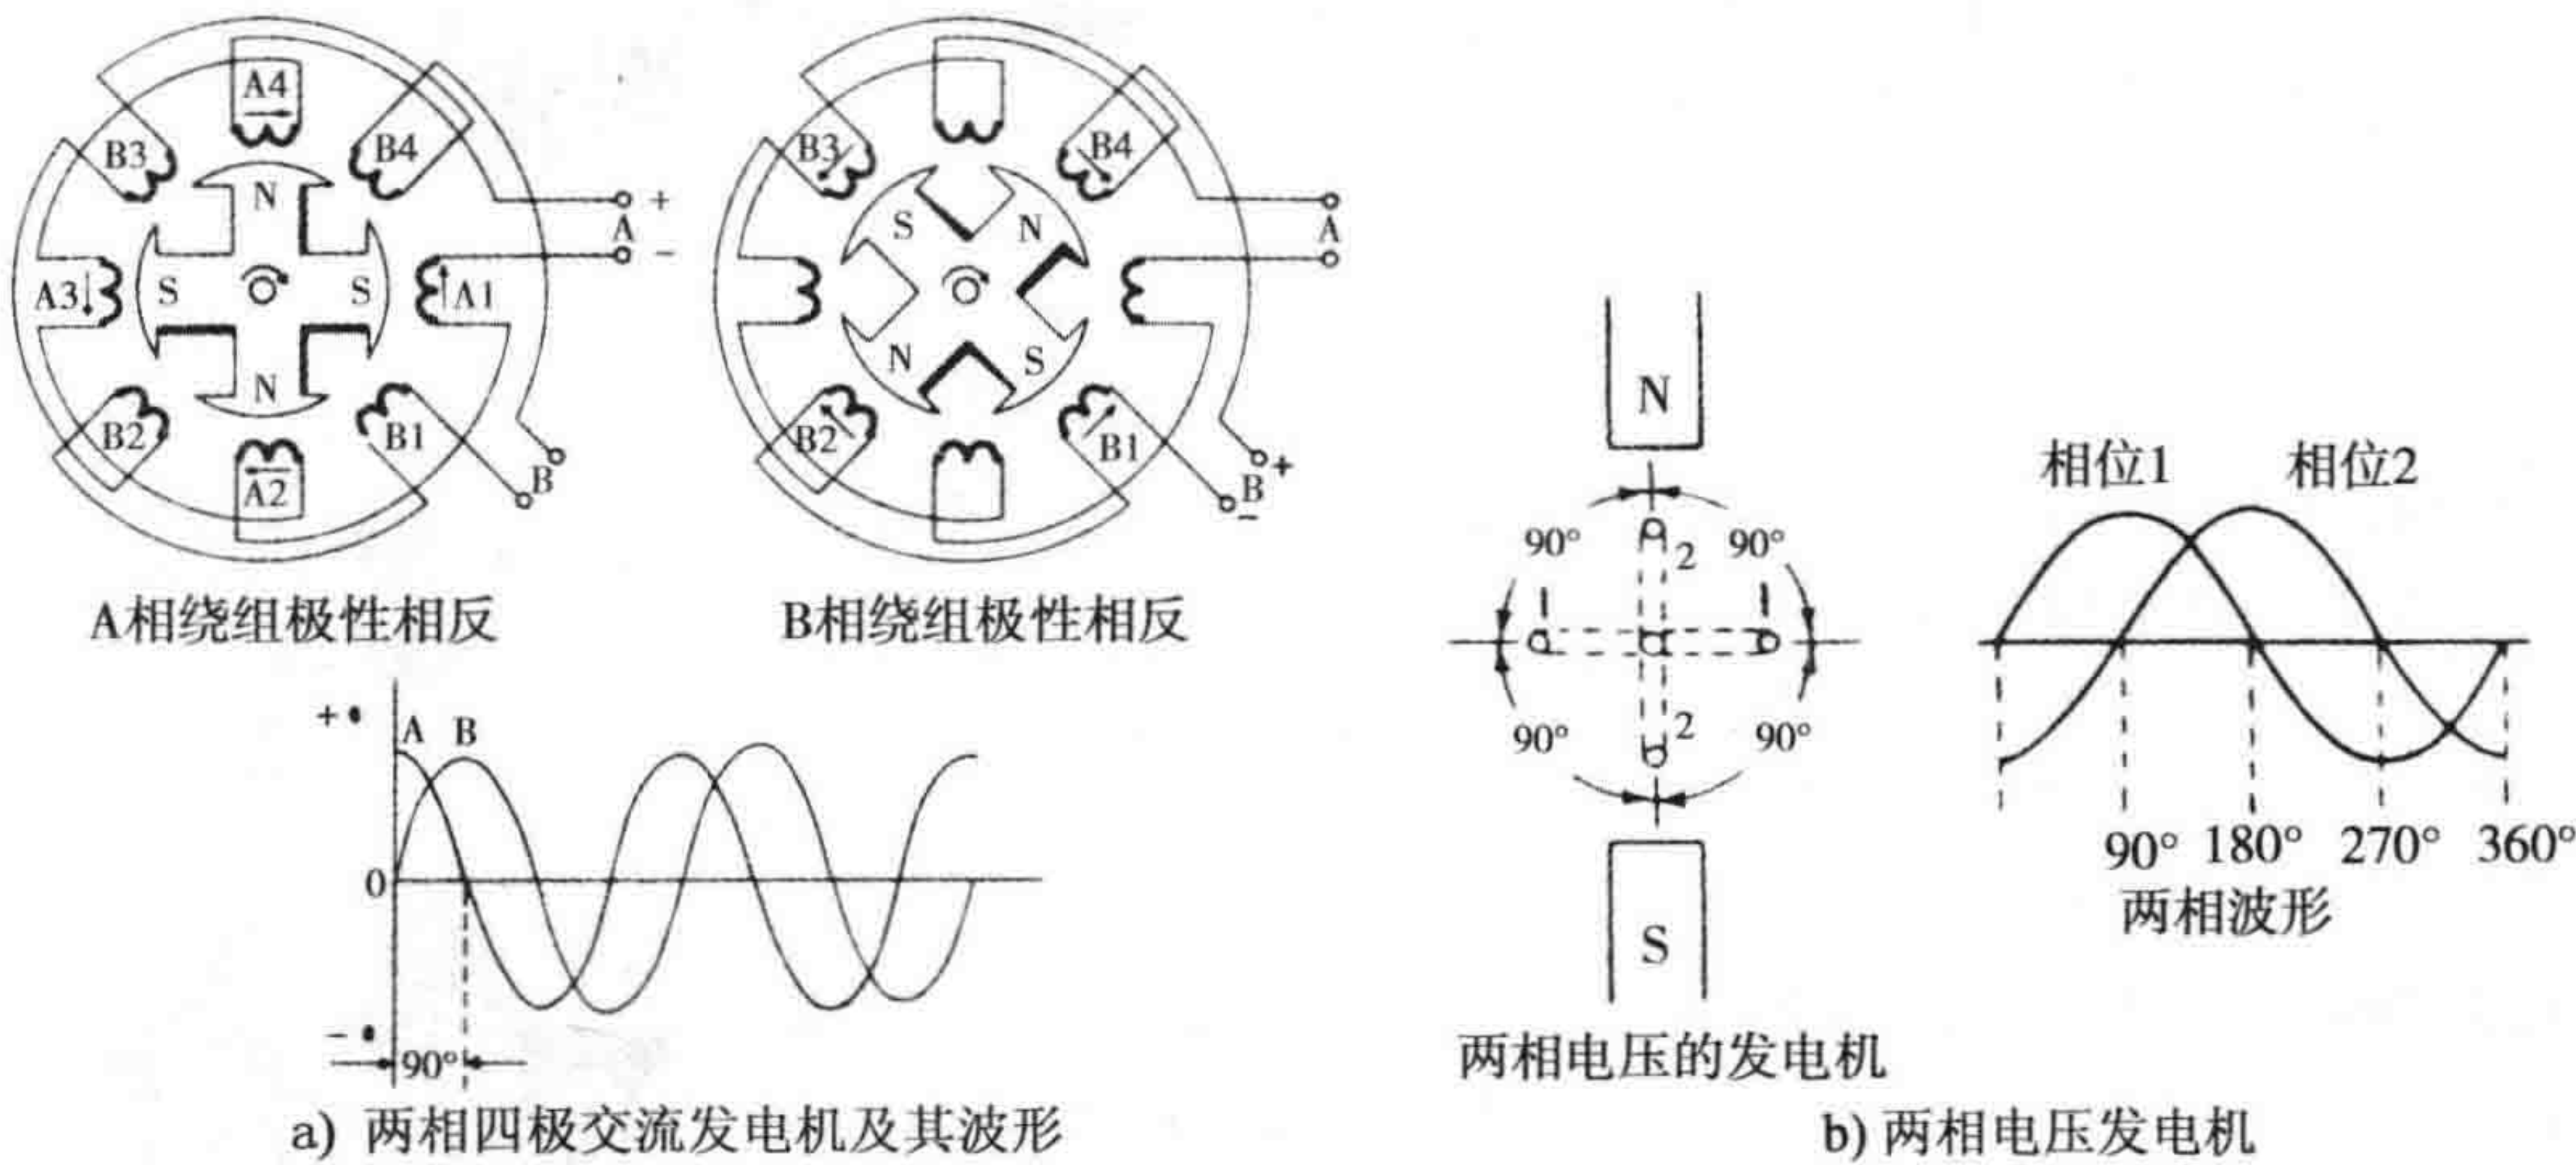 A4
B3
B4
N
+
A
−
A3
S
S
A1
N
B2
B1
A2
B
A相绕组极性相反
B3
B4
S
N
A
N
S
B2
B1
+
B
−
B相绕组极性相反
+
A
B
0
−
90°
a) 两相四极交流发电机及其波形
N
90°
2
90°
90°
2
90°
S
两相电压的发电机
相位1
相位2
90° 180° 270° 360°
两相波形
b) 两相电压发电机